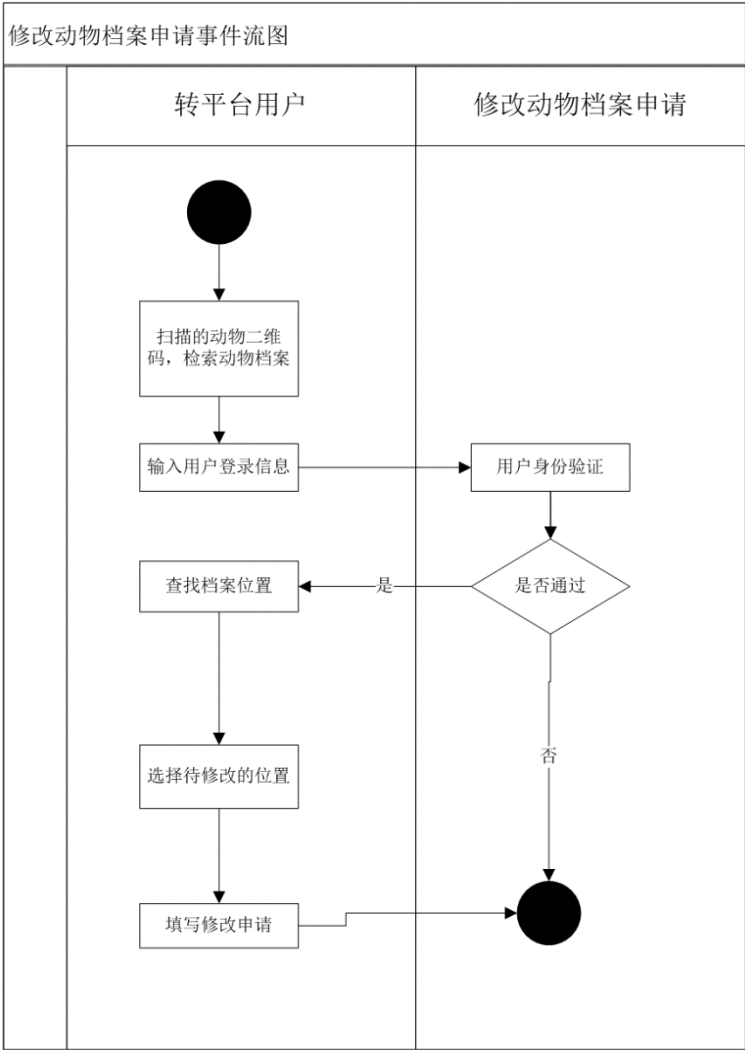 修改动物档案申请事件流图
转平台用户
修改动物档案申请
扫描的动物二维
码，检索动物档案
输入用户登录信息
用户身份验证
查找档案位置
是
是否通过
选择待修改的位置
否
填写修改申请